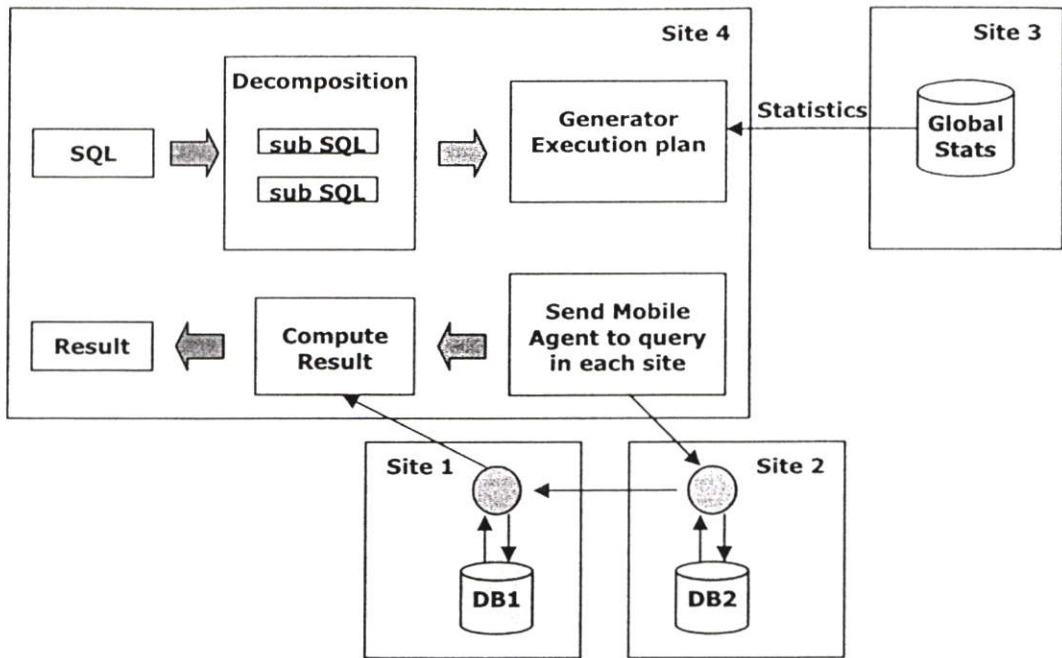 Site 4
Site 3
Decomposition
SQL
sub SQL
sub SQL
Generator
Execution plan
Statistics
Global
Stats
Result
Compute
Result
Send Mobile
Agent to query
in each site
Site 1
Site 2
DB1
DB2